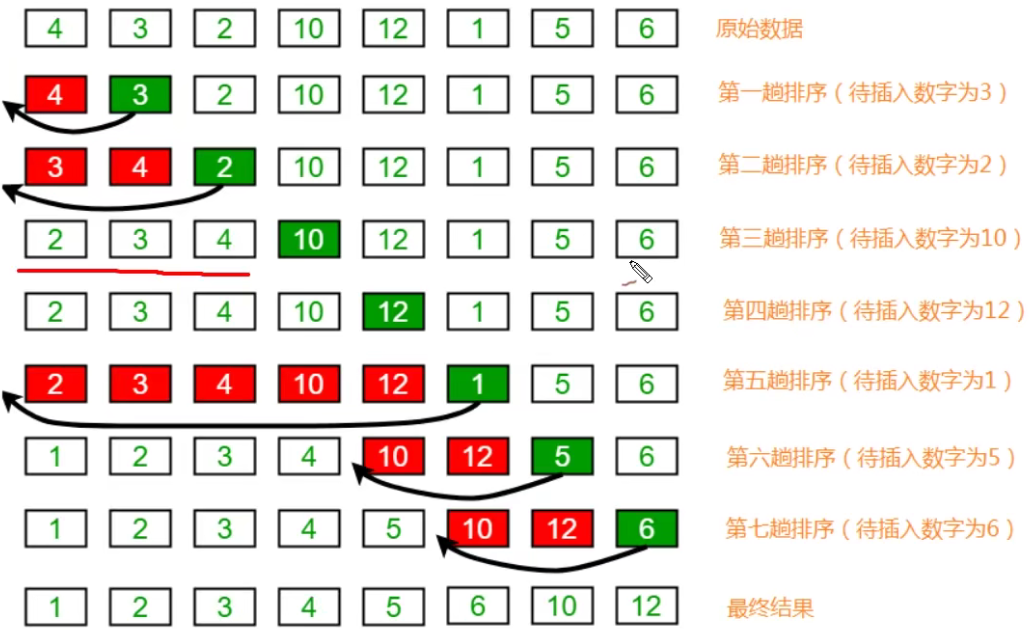 4 3 2 10 12 1 5 6 原始数据
4 3 2 10 12 1 5 6 第一趟排序（待插入数字为3）
3 4 2 10 12 1 5 6 第二趟排序（待插入数字为2）
2 3 4 10 12 1 5 6 第三趟排序（待插入数字为10）
2 3 4 10 12 1 5 6 第四趟排序（待插入数字为12）
2 3 4 10 12 1 5 6 第五趟排序（待插入数字为1）
1 2 3 4 10 12 5 6 第六趟排序（待插入数字为5）
1 2 3 4 5 10 12 6 第七趟排序（待插入数字为6）
1 2 3 4 5 6 10 12 最终结果